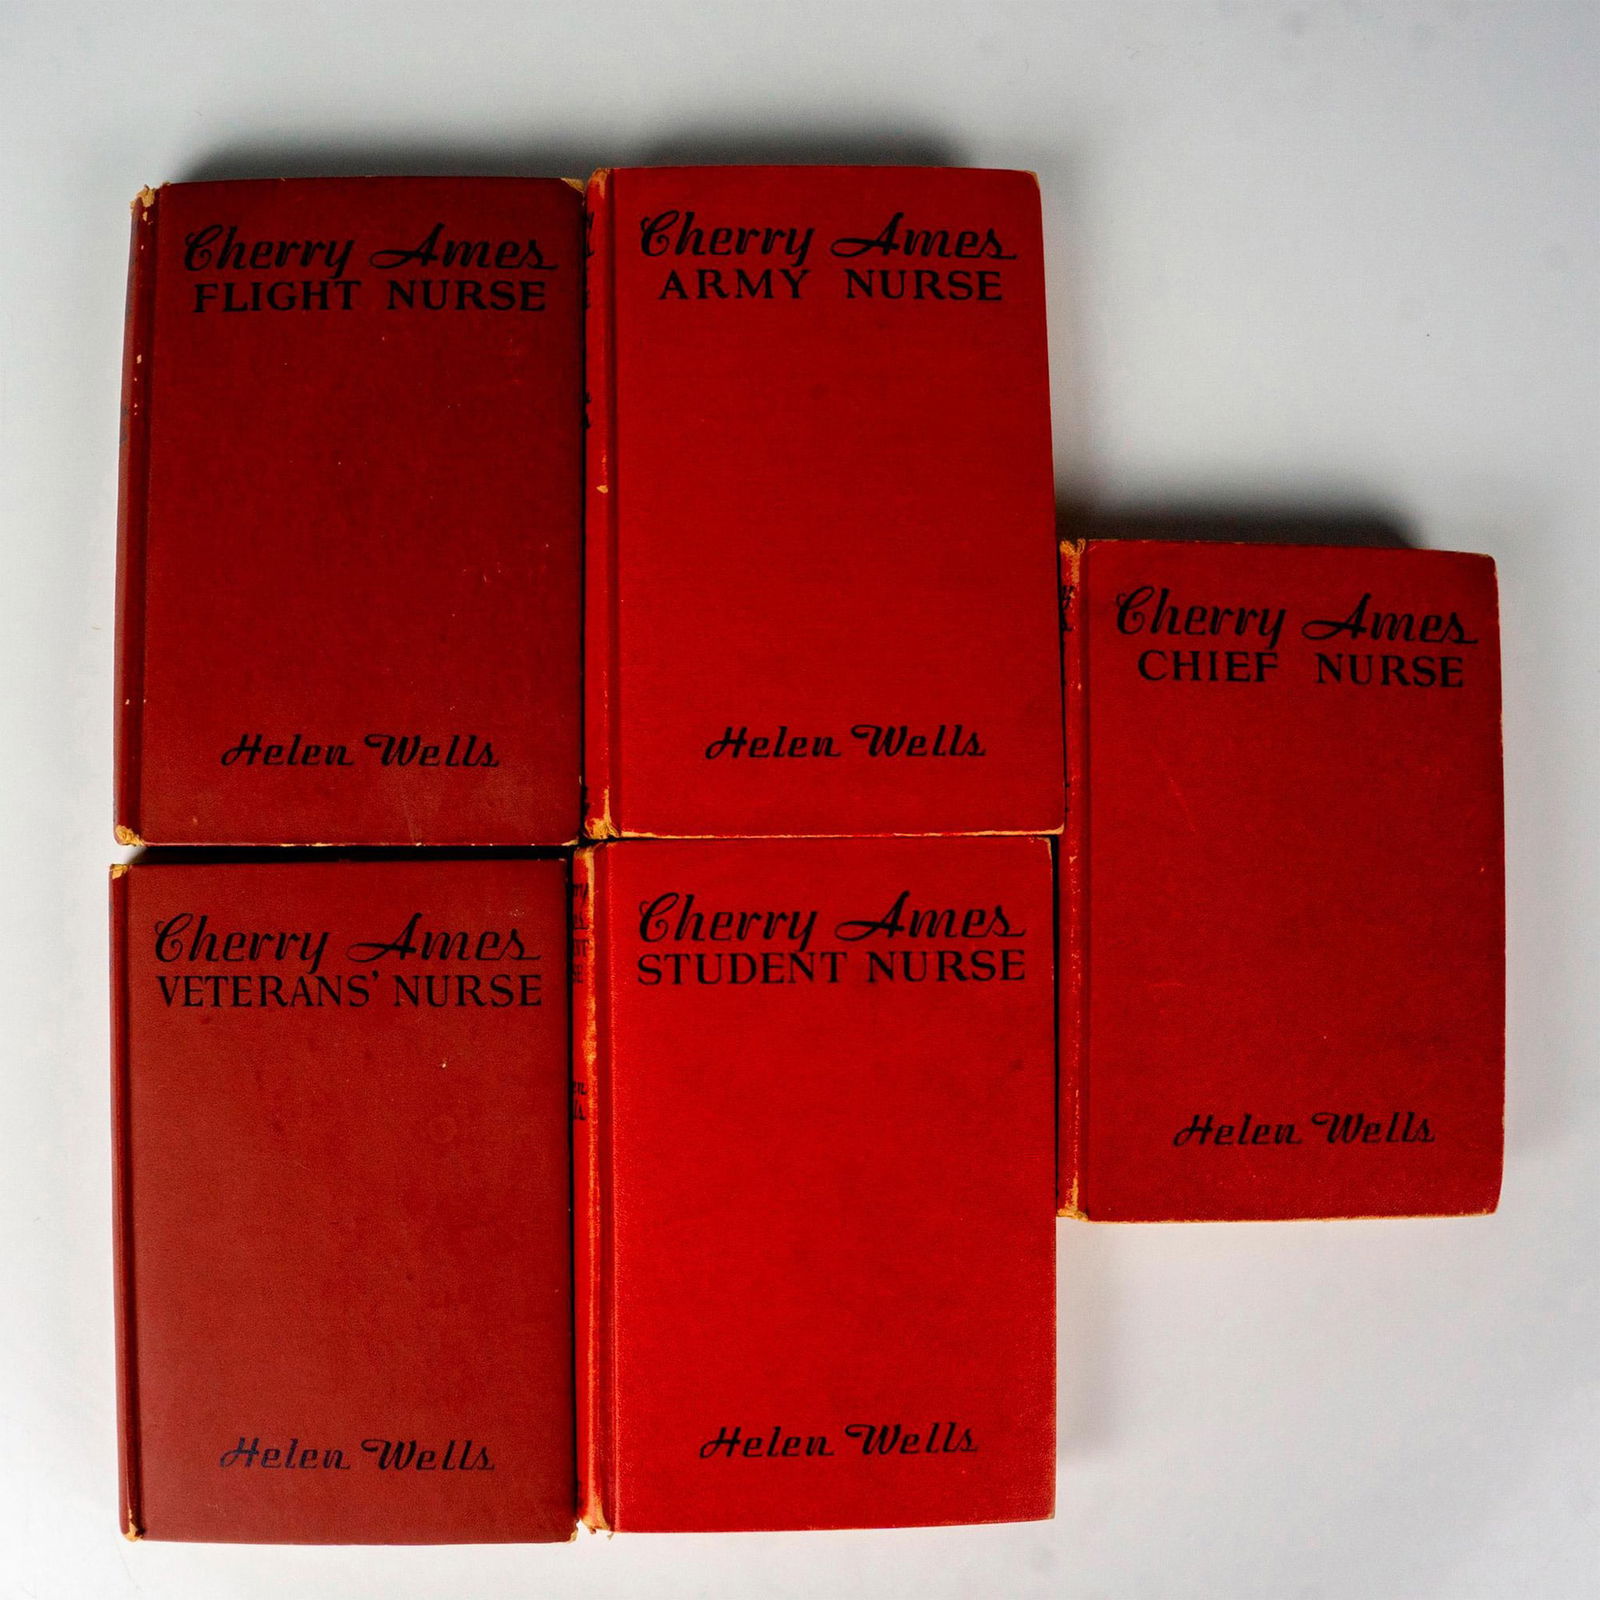 Cherry Ames
FLIGHT NURSE
Helen Wells
Cherry Ames
ARMY NURSE
Helen Wells
Cherry Ames
CHIEF NURSE
Helen Wells
Cherry Ames
VETERANS' NURSE
Helen Wells
Cherry Ames
STUDENT NURSE
Helen Wells